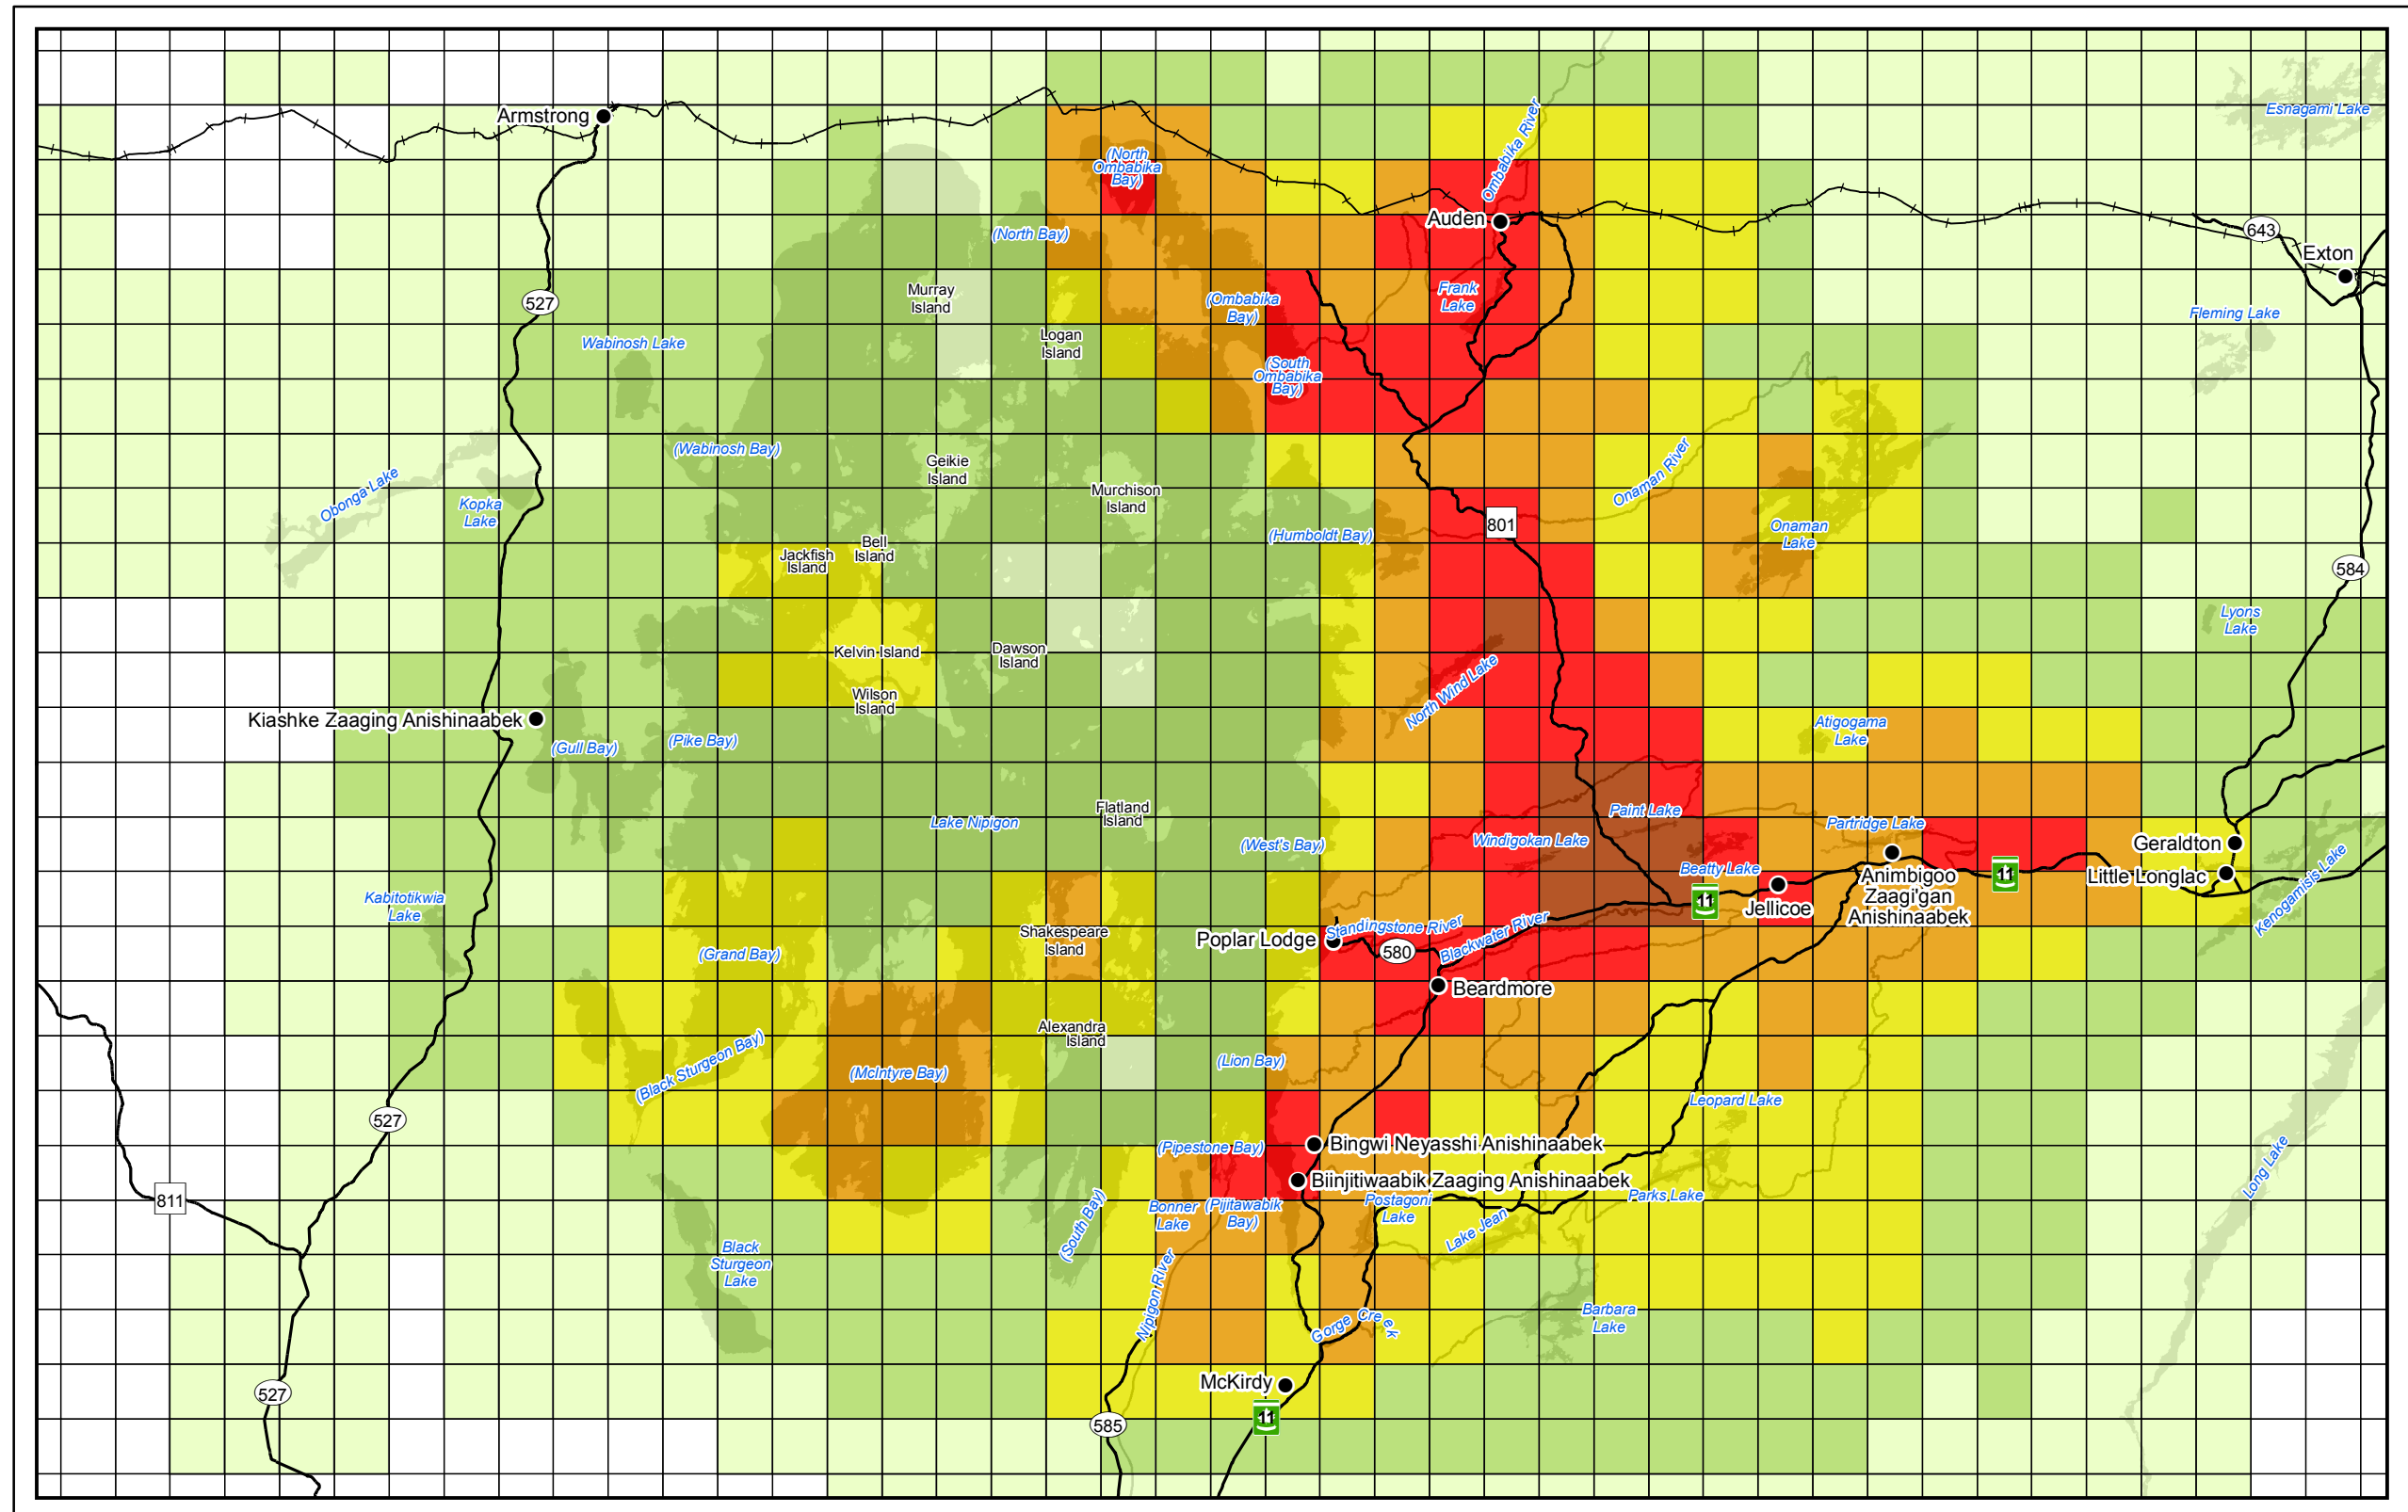 Esnagami Lake
Armstrong
Ombabika River
(North
Ombabika
Bay)
Auden
643
(North Bay)
Exton
527
Murray
Island
(Ombabika
Bay)
Frank
Lake
Fleming Lake
Wabinosh Lake
Logan
Island
(South
Ombabika
Bay)
(Wabinosh Bay)
Geikie
Island
Onaman River
Obonga Lake
Kopka
Lake
Murchison
Island
801
Onaman
Lake
(Humboldt Bay)
Bell
Island
Jackfish
Island
584
Lyons
Lake
Kelvin Island
Dawson
Island
North Wind Lake
Wilson
Island
Kiashke Zaaging Anishinaabek
(Gull Bay)
(Pike Bay)
Atigogama
Lake
Flatland
Island
Lake Nipigon
Paint Lake
Partridge Lake
(West's Bay)
Windigokan Lake
Geraldton
Beatty Lake
11
Little Longlac
Animbigoo
Zaagi'gan
Anishinaabek
Kenogamisis Lake
Kabitotikwia
Lake
11
Jellicoe
Shakespeare
Island
Poplar Lodge
Standingstone River
Blackwater River
580
(Grand Bay)
Beardmore
Alexandra
Island
(Black Sturgeon Bay)
(McIntyre Bay)
(Lion Bay)
Leopard Lake
527
(Pipestone Bay)
Bingwi Neyasshi Anishinaabek
Biinjitiwaabik Zaaging Anishinaabek
Long Lake
811
(South Bay)
Bonner
Lake
(Pijitawabik
Bay)
Postagoni
Lake
Parks Lake
Lake Jean
Black
Sturgeon
Lake
Nipigon River
Gorge Creek
Barbara
Lake
McKirdy
527
11
585